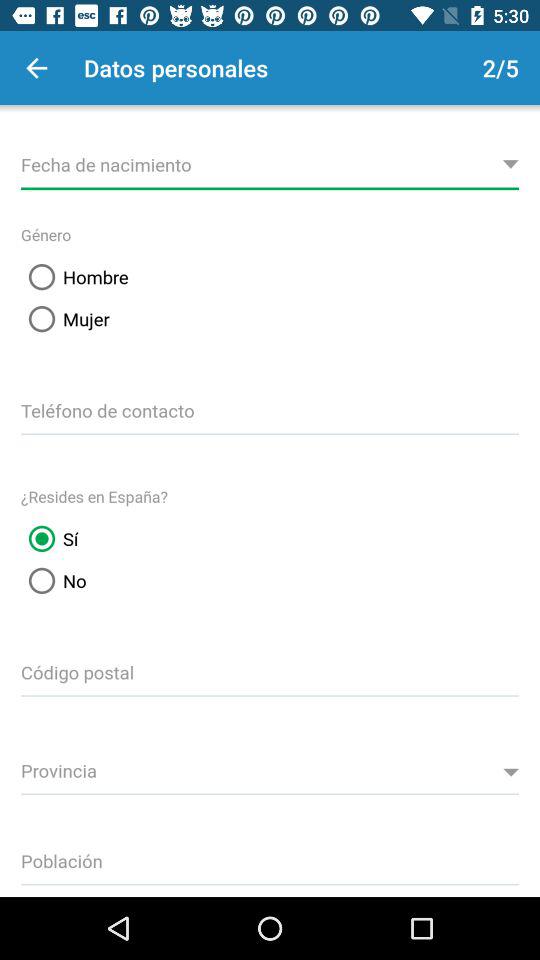 esc 5:30
Datos personales 2/5
Fecha de nacimiento
Género
Hombre
Mujer
Teléfono de contacto
¿Resides en España?
Sí
No
Código postal
Provincia
Población